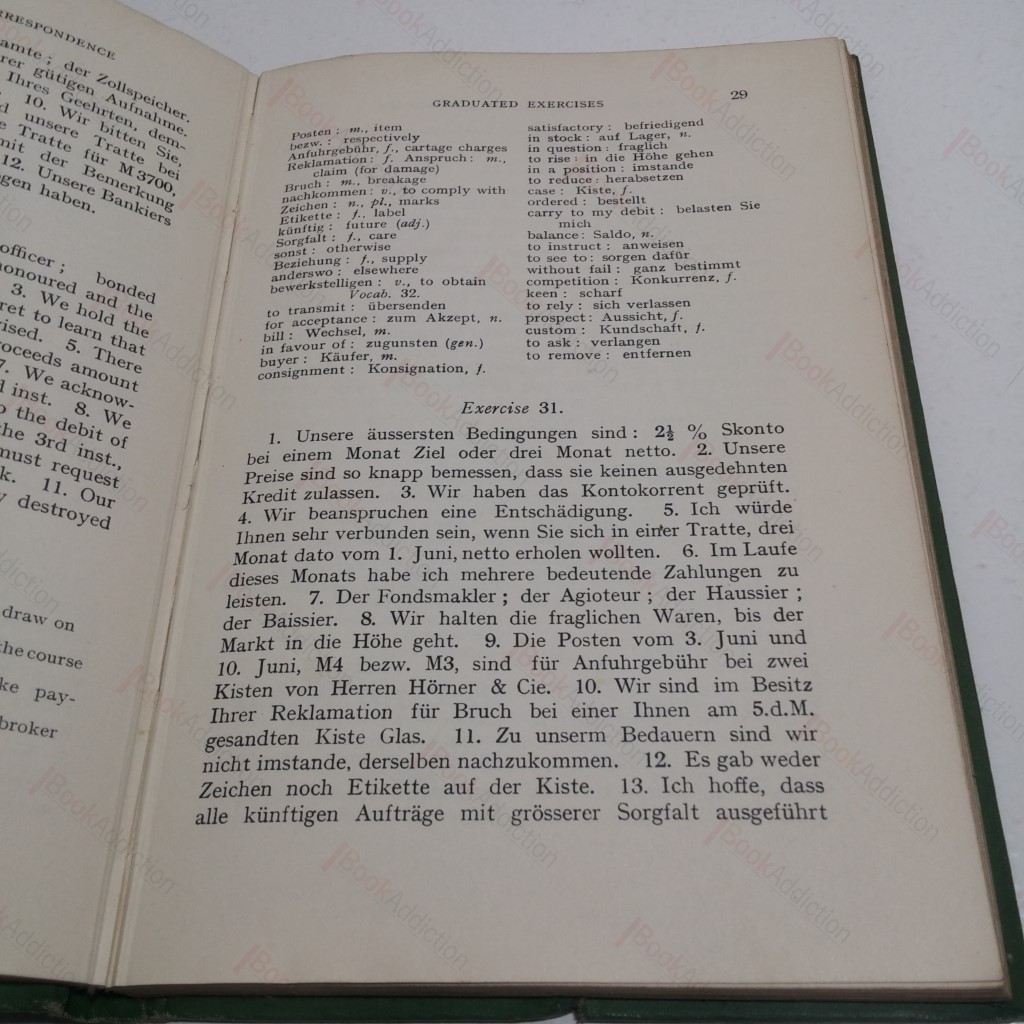 RRESPONDENCE
amte; der Zollspeicher.
rer gütigen Aufnahme.
Ihres Geehrten, dem-
10. Wir bitten Sie,
unsere Tratte bei
e Tratte für M 3700,
mit der Bemerkung
12. Unsere Bankiers
gen haben.
officer; bonded
honoured and the
3. We hold the
ret to learn that
ised. 5. There
roceeds amount
7. We acknow-
d inst. 8. We
o the debit of
the 3rd inst.,
must request
k. 11. Our
y destroyed
draw on
the course
ke pay-
broker
GRADUATED EXERCISES 29
Posten: m., item
bezw.: respectively
Anfuhrgebühr, f., cartage charges
Reklamation: f. Anspruch: m.,
claim (for damage)
Bruch: m., breakage
nachkommen: v., to comply with
Zeichen: n., pl., marks
Etikette: f., label
künftig: future (adj.)
Sorgfalt: f., care
sonst: otherwise
Beziehung: f., supply
anderswo: elsewhere
bewerkstelligen: v., to obtain
Vocab. 32.
to transmit: übersenden
for acceptance: zum Akzept, n.
bill: Wechsel, m.
in favour of: zugunsten (gen.)
buyer: Käufer, m.
consignment: Konsignation, f.
satisfactory: befriedigend
in stock: auf Lager, n.
in question: fraglich
to rise: in die Höhe gehen
in a position: imstande
to reduce: herabsetzen
case: Kiste, f.
ordered: bestellt
carry to my debit: belasten Sie
mich
balance: Saldo, n.
to instruct: anweisen
to see to: sorgen dafür
without fail: ganz bestimmt
competition: Konkurrenz, f.
keen: scharf
to rely: sich verlassen
prospect: Aussicht, f.
custom: Kundschaft, f.
to ask: verlangen
to remove: entfernen
Exercise 31.
1. Unsere äussersten Bedingungen sind: 2½ % Skonto
bei einem Monat Ziel oder drei Monat netto. 2. Unsere
Preise sind so knapp bemessen, dass sie keinen ausgedehnten
Kredit zulassen. 3. Wir haben das Kontokorrent geprüft.
4. Wir beanspruchen eine Entschädigung. 5. Ich würde
Ihnen sehr verbunden sein, wenn Sie sich in einer Tratte, drei
Monat dato vom 1. Juni, netto erholen wollten. 6. Im Laufe
dieses Monats habe ich mehrere bedeutende Zahlungen zu
leisten. 7. Der Fondsmakler; der Agioteur; der Haussier;
der Baissier. 8. Wir halten die fraglichen Waren, bis der
Markt in die Höhe geht. 9. Die Posten vom 3. Juni und
10. Juni, M4 bezw. M3, sind für Anfuhrgebühr bei zwei
Kisten von Herren Hörner & Cie. 10. Wir sind im Besitz
Ihrer Reklamation für Bruch bei einer Ihnen am 5.d.M.
gesandten Kiste Glas. 11. Zu unserm Bedauern sind wir
nicht imstande, derselben nachzukommen. 12. Es gab weder
Zeichen noch Etikette auf der Kiste. 13. Ich hoffe, dass
alle künftigen Aufträge mit grösserer Sorgfalt ausgeführt
BookAddiction